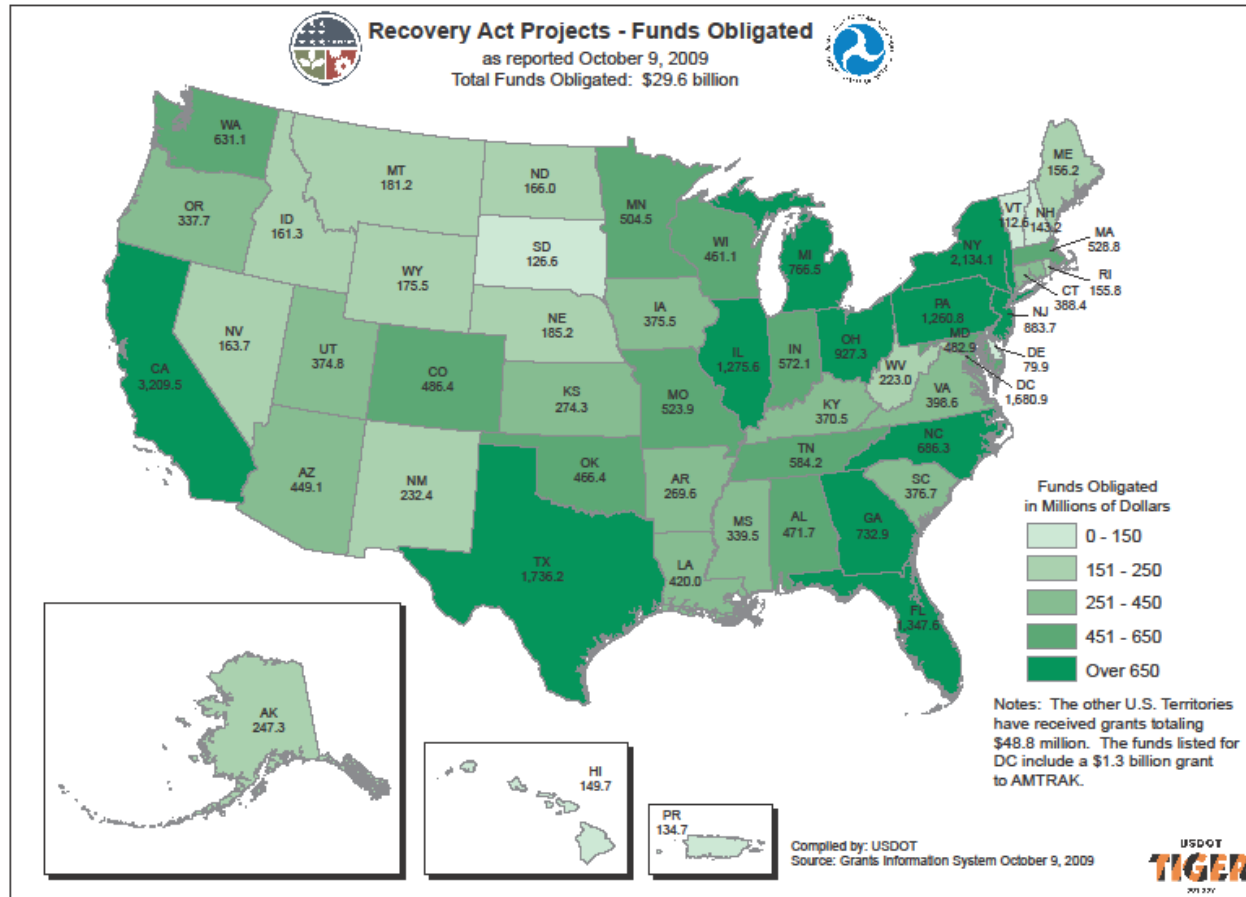 Recovery Act Projects - Funds Obligated
as reported October 9, 2009
Total Funds Obligated: $29.6 billion
WA
631.1
OR
337.7
ID
161.3
MT
181.2
ND
166.0
MN
504.5
SD
126.6
WI
461.1
MI
766.5
WY
175.5
NE
185.2
IA
375.5
NV
163.7
UT
374.8
CO
486.4
CA
3,209.5
KS
274.3
MO
523.9
IL
1,275.6
IN
572.1
OH
927.3
KY
370.5
WV
223.0
VA
398.6
PA
1,260.8
NY
2,134.1
VT
112.6
NH
143.2
ME
156.2
MA
528.8
RI
155.8
CT
388.4
NJ
883.7
MD
482.9
DE
79.9
DC
1,680.9
AZ
449.1
NM
232.4
OK
466.4
AR
269.6
TN
584.2
NC
686.3
SC
376.7
MS
339.5
AL
471.7
GA
732.9
TX
1,736.2
LA
420.0
FL
1,347.6
AK
247.3
HI
149.7
PR
134.7
Funds Obligated
in Millions of Dollars
0 - 150
151 - 250
251 - 450
451 - 650
Over 650
Notes: The other U.S. Territories
have received grants totaling
$48.8 million. The funds listed for
DC include a $1.3 billion grant
to AMTRAK.
Compiled by: USDOT
Source: Grants Information System October 9, 2009
USDOT
TIGER